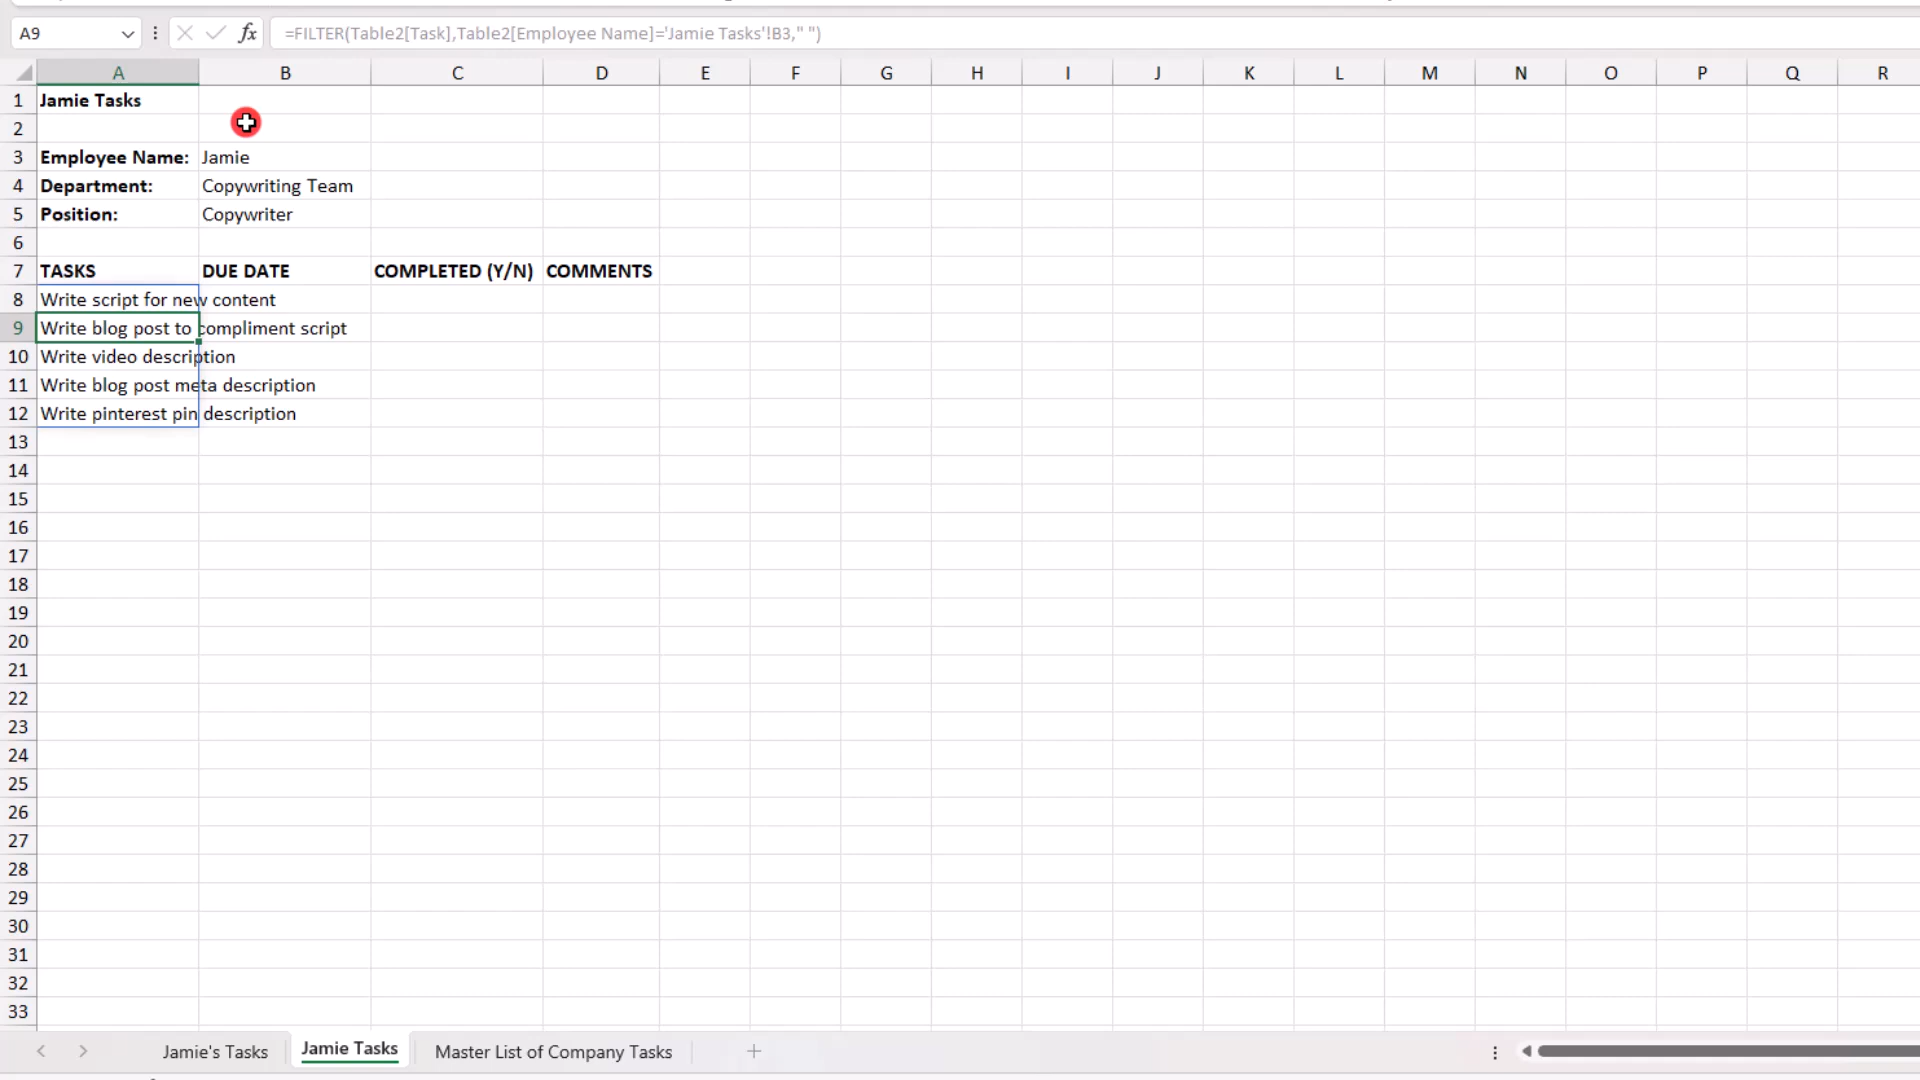 A9 fx =FILTER(Table2[Task],Table2[Employee Name]='Jamie Tasks'!B3," ")
A B C D E F G H I J K L M N O P Q R
1 Jamie Tasks
2
3 Employee Name: Jamie
4 Department: Copywriting Team
5 Position: Copywriter
6
7 TASKS DUE DATE COMPLETED (Y/N) COMMENTS
8 Write script for new content
9 Write blog post to compliment script
10 Write video description
11 Write blog post meta description
12 Write pinterest pin description
13
14
15
16
17
18
19
20
21
22
23
24
25
26
27
28
29
30
31
32
33
Jamie's Tasks Jamie Tasks Master List of Company Tasks